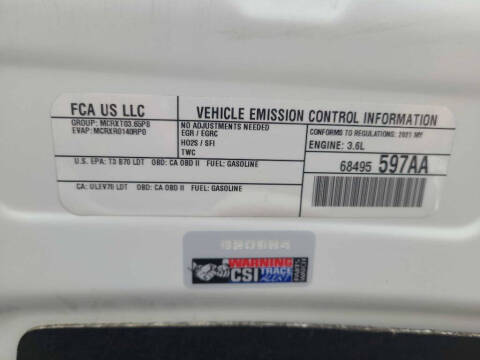 FCA US LLC
GROUP: MCRXT03.65P0
EVAP: MCRXR0140RP0
VEHICLE EMISSION CONTROL INFORMATION
NO ADJUSTMENTS NEEDED
EGR / EGRC
HO2S / SFI
TWC
CONFORMS TO REGULATIONS: 2021 MY
ENGINE: 3.6L
U.S. EPA: T3 B70 LDT OBD: CA OBD II FUEL: GASOLINE
CA: ULEV70 LDT OBD: CA OBD II FUEL: GASOLINE
68495 597AA
WARNING
CSI TRACE